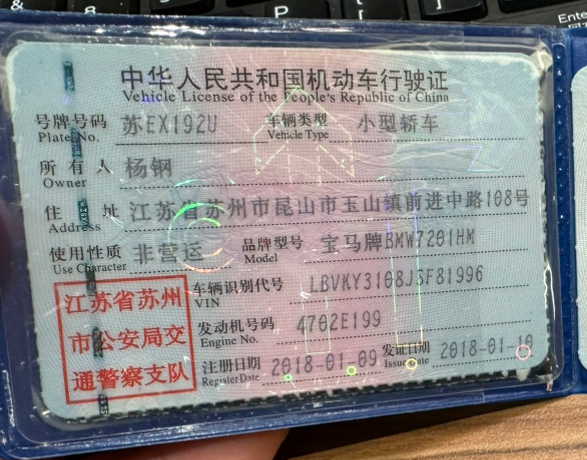 中华人民共和国机动车行驶证
Vehicle License of the People's Republic of China
号牌号码 苏EX192U 车辆类型 小型轿车
Plate No. Vehicle Type
所有人 杨钢
Owner
住址 江苏省苏州市昆山市玉山镇前进中路108号
Address
使用性质 非营运 品牌型号 宝马牌BMW7201HM
Use Character Model
江苏省苏州
市公安局交
通警察支队
车辆识别代号 LBVKY3108JSF81996
VIN
发动机号码 4702E199
Engine No.
注册日期 2018-01-09 发证日期 2018-01-10
Register Date Issue Date